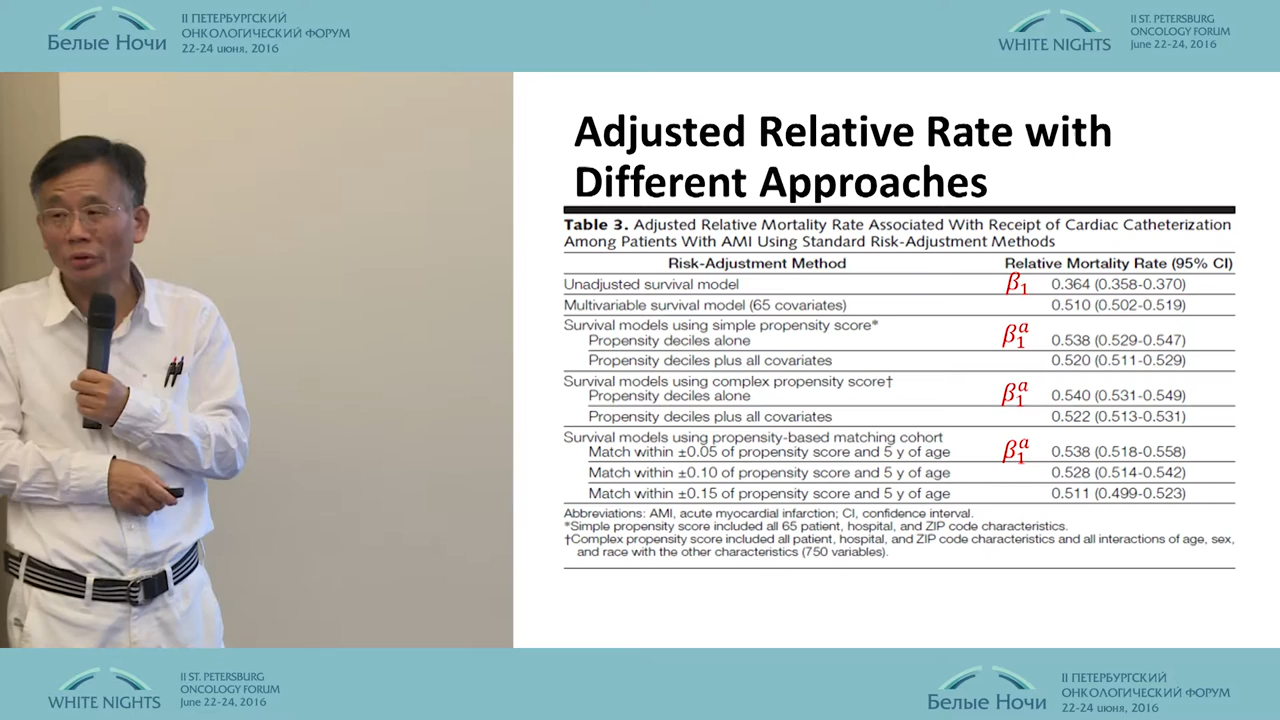 Белые Ночи
II ПЕТЕРБУРГСКИЙ
ОНКОЛОГИЧЕСКИЙ ФОРУМ
22-24 июня, 2016
WHITE NIGHTS
II ST. PETERSBURG
ONCOLOGY FORUM
June 22-24, 2016
Adjusted Relative Rate with
Different Approaches
Table 3. Adjusted Relative Mortality Rate Associated With Receipt of Cardiac Catheterization
Among Patients With AMI Using Standard Risk-Adjustment Methods
Risk-Adjustment Method Relative Mortality Rate (95% CI)
Unadjusted survival model β₁ 0.364 (0.358-0.370)
Multivariable survival model (65 covariates) 0.510 (0.502-0.519)
Survival models using simple propensity score*
Propensity deciles alone β₁ᵃ 0.538 (0.529-0.547)
Propensity deciles plus all covariates 0.520 (0.511-0.529)
Survival models using complex propensity score†
Propensity deciles alone β₁ᵃ 0.540 (0.531-0.549)
Propensity deciles plus all covariates 0.522 (0.513-0.531)
Survival models using propensity-based matching cohort
Match within ±0.05 of propensity score and 5 y of age β₁ᵃ 0.538 (0.518-0.558)
Match within ±0.10 of propensity score and 5 y of age 0.528 (0.514-0.542)
Match within ±0.15 of propensity score and 5 y of age 0.511 (0.499-0.523)
Abbreviations: AMI, acute myocardial infarction; CI, confidence interval.
*Simple propensity score included all 65 patient, hospital, and ZIP code characteristics.
†Complex propensity score included all patient, hospital, and ZIP code characteristics and all interactions of age, sex,
and race with the other characteristics (750 variables).
WHITE NIGHTS
II ST. PETERSBURG
ONCOLOGY FORUM
June 22-24, 2016
Белые Ночи
II ПЕТЕРБУРГСКИЙ
ОНКОЛОГИЧЕСКИЙ ФОРУМ
22-24 июня, 2016